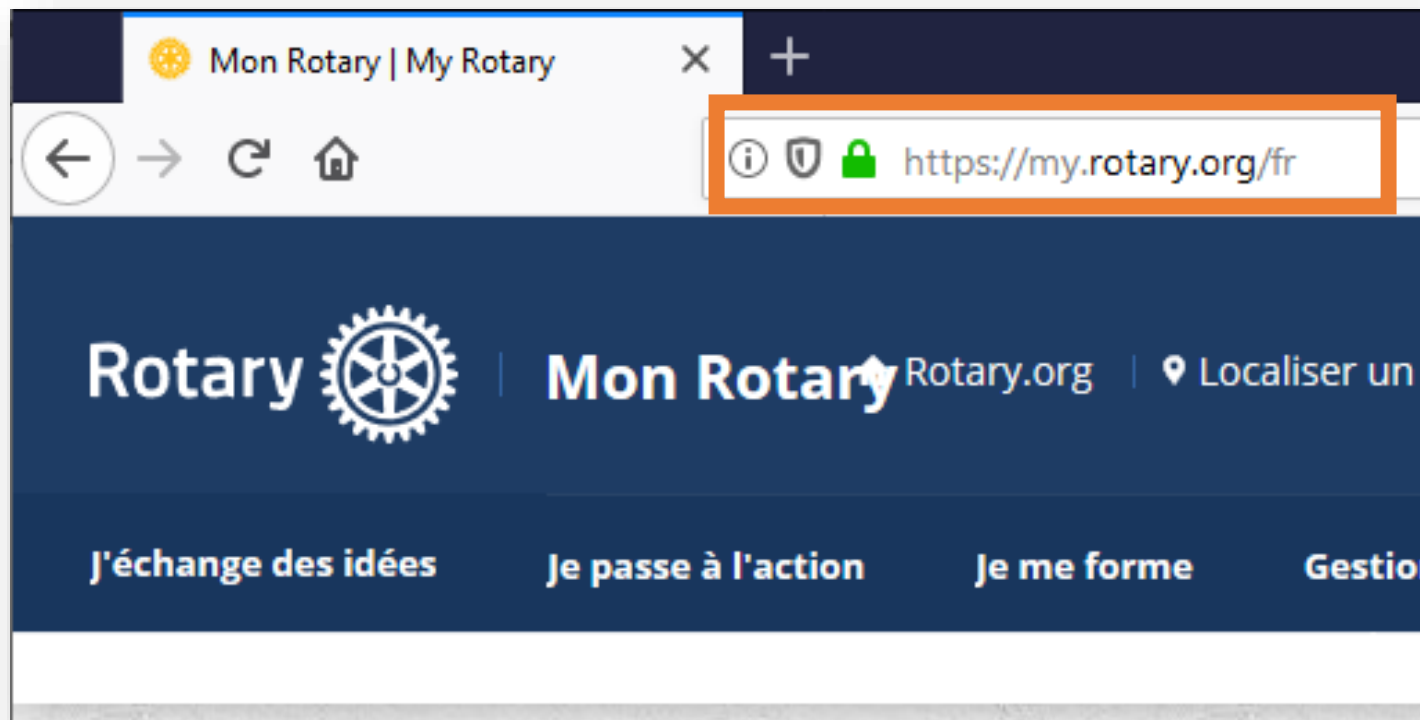 Mon Rotary | My Rotary
https://my.rotary.org/fr
Rotary
Mon Rotary
Rotary.org
Localiser un
J'échange des idées
Je passe à l'action
Je me forme
Gestion